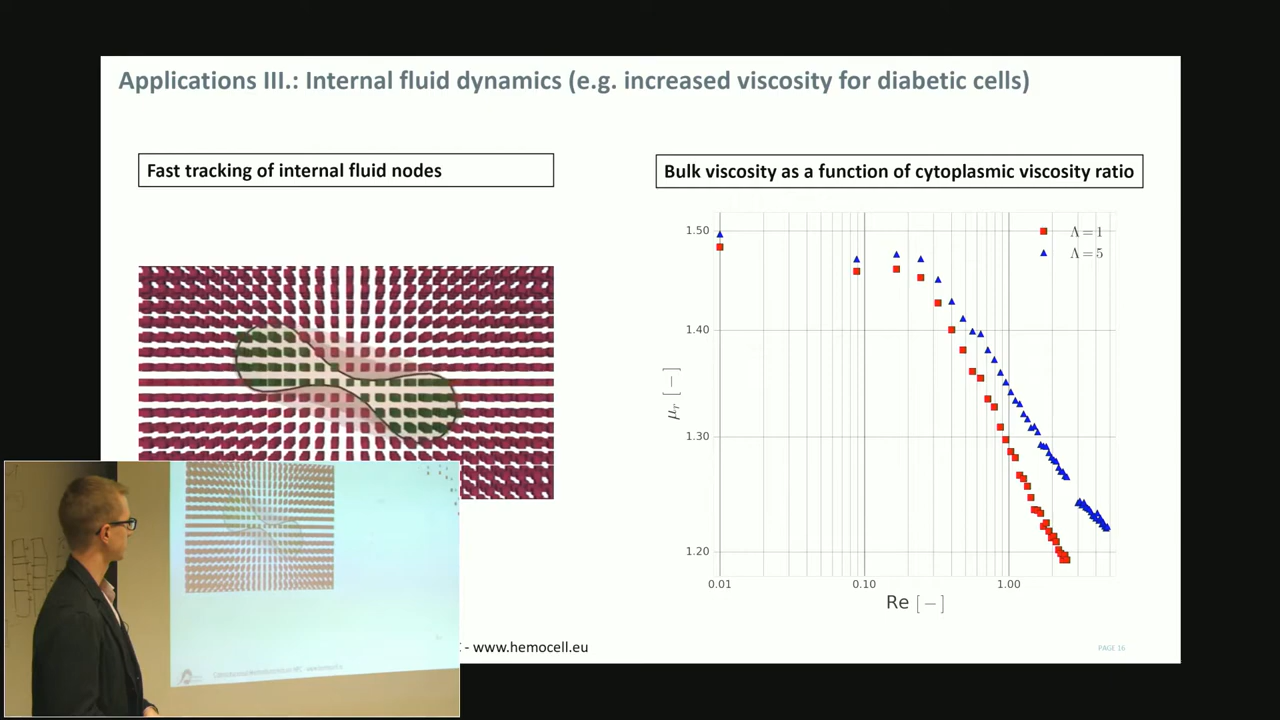 Applications III.: Internal fluid dynamics (e.g. increased viscosity for diabetic cells)
Fast tracking of internal fluid nodes
Bulk viscosity as a function of cytoplasmic viscosity ratio
1.50
1.40
1.30
1.20
μr [−]
Λ = 1
Λ = 5
0.01
0.10
1.00
Re [−]
- www.hemocell.eu
PAGE 16